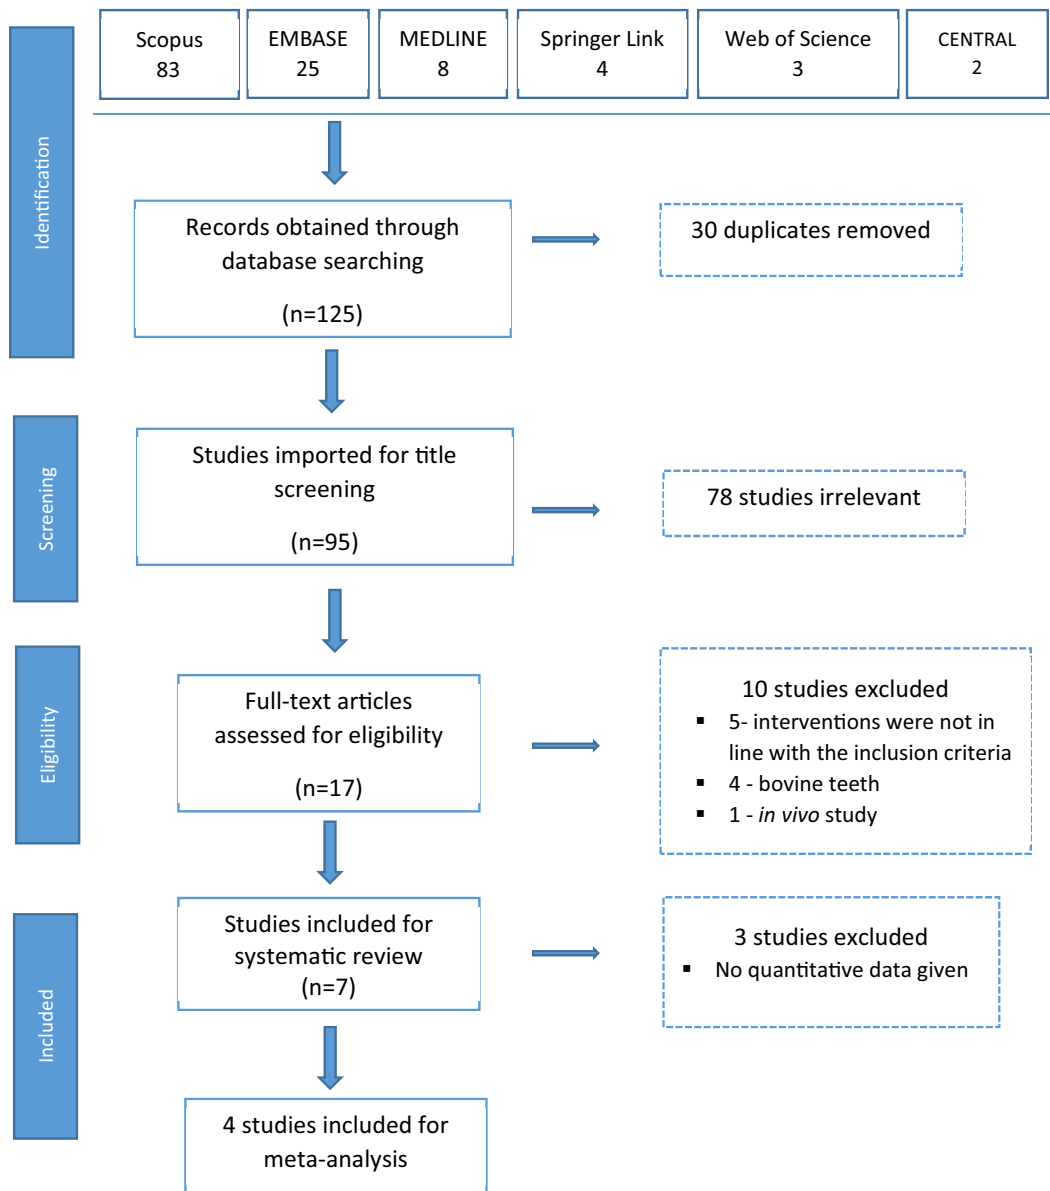 Scopus
83
EMBASE
25
MEDLINE
8
Springer Link
4
Web of Science
3
CENTRAL
2
Identification
Records obtained through
database searching
(n=125)
30 duplicates removed
Screening
Studies imported for title
screening
(n=95)
78 studies irrelevant
Eligibility
Full-text articles
assessed for eligibility
(n=17)
10 studies excluded
▪ 5- interventions were not in
line with the inclusion criteria
▪ 4 - bovine teeth
▪ 1 - in vivo study
Included
Studies included for
systematic review
(n=7)
3 studies excluded
▪ No quantitative data given
4 studies included for
meta-analysis